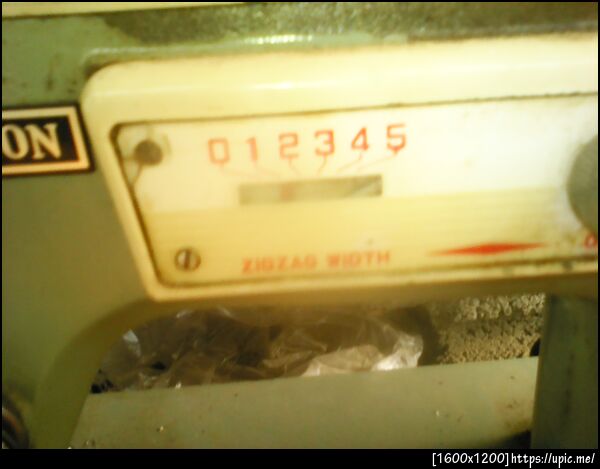 ON
0 1 2 3 4 5
ZIGZAG WIDTH
[1600x1200]https://upic.me/